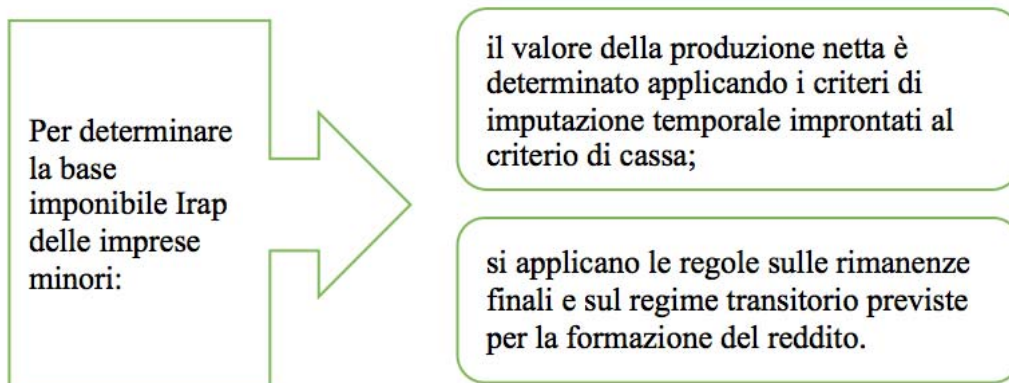 Per determinare
la base
imponibile Irap
delle imprese
minori:
il valore della produzione netta è
determinato applicando i criteri di
imputazione temporale improntati al
criterio di cassa;
si applicano le regole sulle rimanenze
finali e sul regime transitorio previste
per la formazione del reddito.